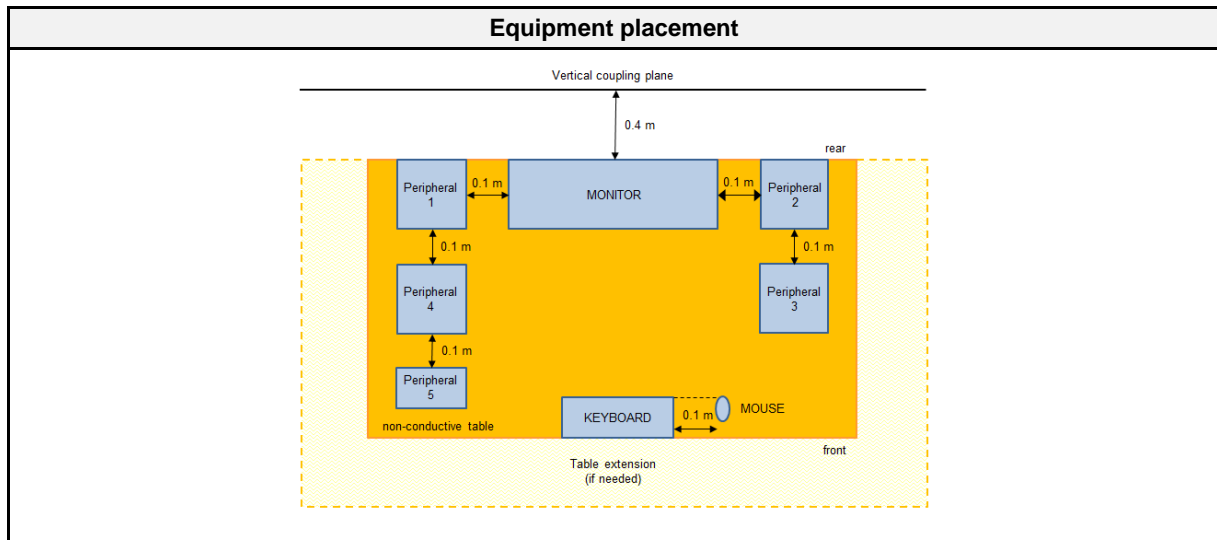 Equipment placement
Vertical coupling plane
0.4 m
rear
Peripheral
1
0.1 m
MONITOR
0.1 m
Peripheral
2
0.1 m
0.1 m
Peripheral
4
Peripheral
3
0.1 m
Peripheral
5
KEYBOARD
0.1 m
MOUSE
non-conductive table
front
Table extension
(if needed)